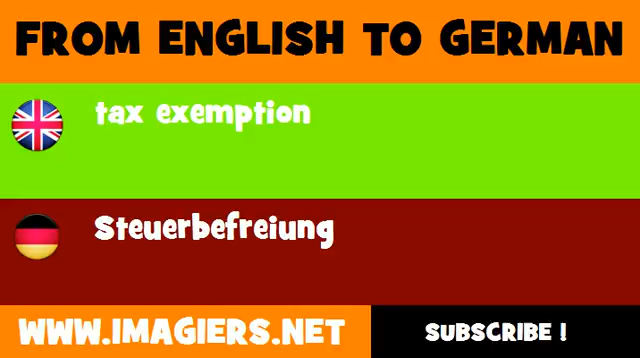 FROM ENGLISH TO GERMAN
tax exemption
Steuerbefreiung
WWW.IMAGIERS.NET
SUBSCRIBE !